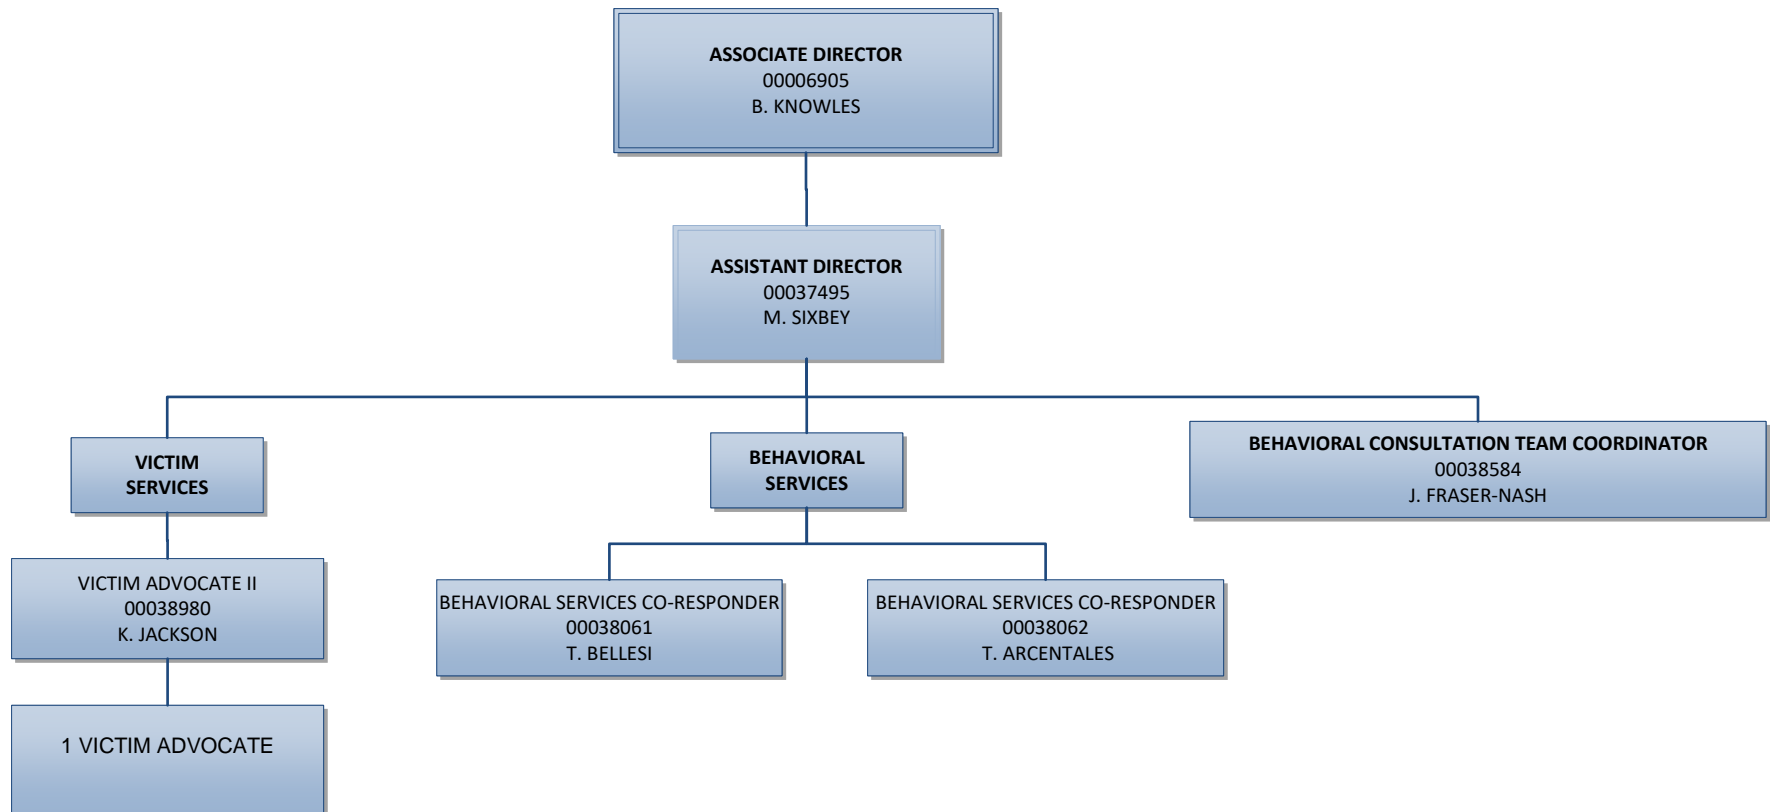 ASSOCIATE DIRECTOR
00006905
B. KNOWLES
ASSISTANT DIRECTOR
00037495
M. SIXBEY
VICTIM
SERVICES
BEHAVIORAL
SERVICES
BEHAVIORAL CONSULTATION TEAM COORDINATOR
00038584
J. FRASER-NASH
VICTIM ADVOCATE II
00038980
K. JACKSON
BEHAVIORAL SERVICES CO-RESPONDER
00038061
T. BELLESI
BEHAVIORAL SERVICES CO-RESPONDER
00038062
T. ARCENTALES
1 VICTIM ADVOCATE